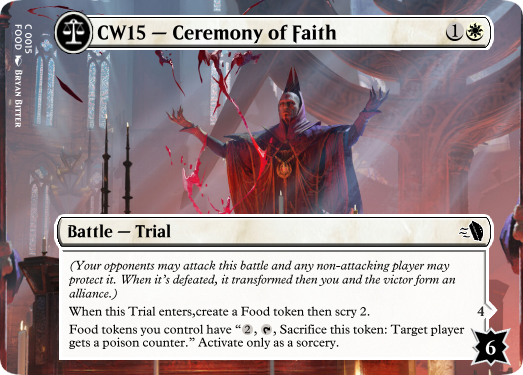 CW15 — Ceremony of Faith 1
Battle — Trial
(Your opponents may attack this battle and any non-attacking player may
protect it. When it's defeated, it transformed then you and the victor form an
alliance.)
When this Trial enters,create a Food token then scry 2.
4
Food tokens you control have “2, , Sacrifice this token: Target player
gets a poison counter.” Activate only as a sorcery.
6
C 0015
FOOD BRYAN BITTER